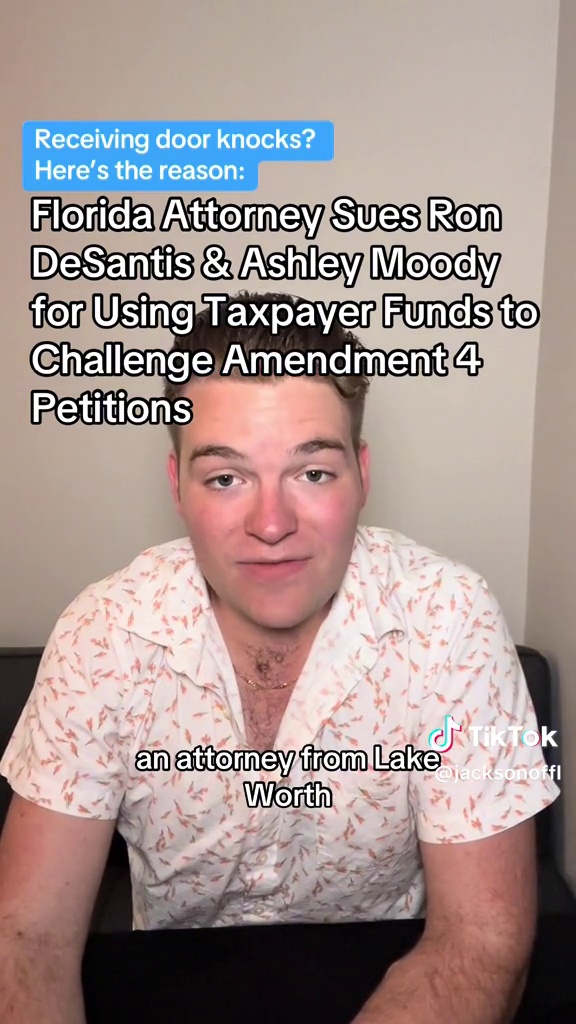 Receiving door knocks?
Here's the reason:
Florida Attorney Sues Ron
DeSantis & Ashley Moody
for Using Taxpayer Funds to
Challenge Amendment 4
Petitions
an attorney from Lake
Worth
TikTok
@jacksonoffl